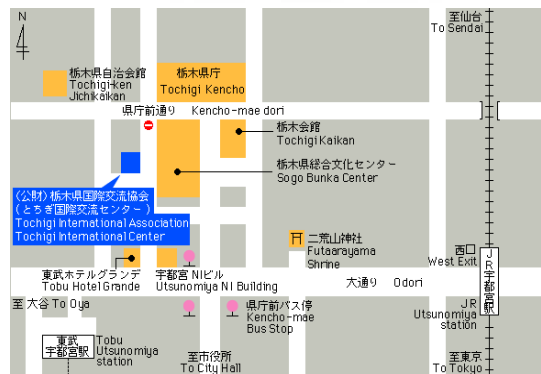 N
至仙台
To Sendai
栃木県自治会館
Tochigi-ken
Jichikaikan
栃木県庁
Tochigi Kencho
県庁前通り Kencho-mae dori
栃木会館
Tochigi Kaikan
栃木県総合文化センター
Sogo Bunka Center
(公財)栃木県国際交流協会
(とちぎ国際交流センター)
Tochigi International Association
Tochigi International Center
二荒山神社
Futaarayama
Shrine
西口
West Exit
JR宇都宮駅
東武ホテルグランデ
Tobu Hotel Grande
宇都宮 NIビル
Utsunomiya NI Building
大通り Odori
至 大谷 To Oya
県庁前バス停
Kencho-mae
Bus Stop
JR
Utsunomiya
station
東武
宇都宮駅
Tobu
Utsunomiya
station
至市役所
To City Hall
至東京
To Tokyo